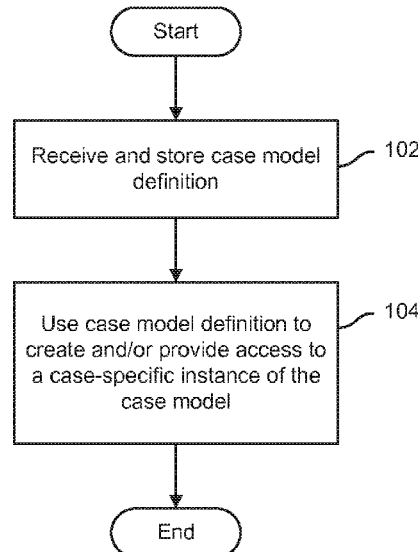 Start
Receive and store case model
definition
102
Use case model definition to
create and/or provide access to
a case-specific instance of the
case model
104
End